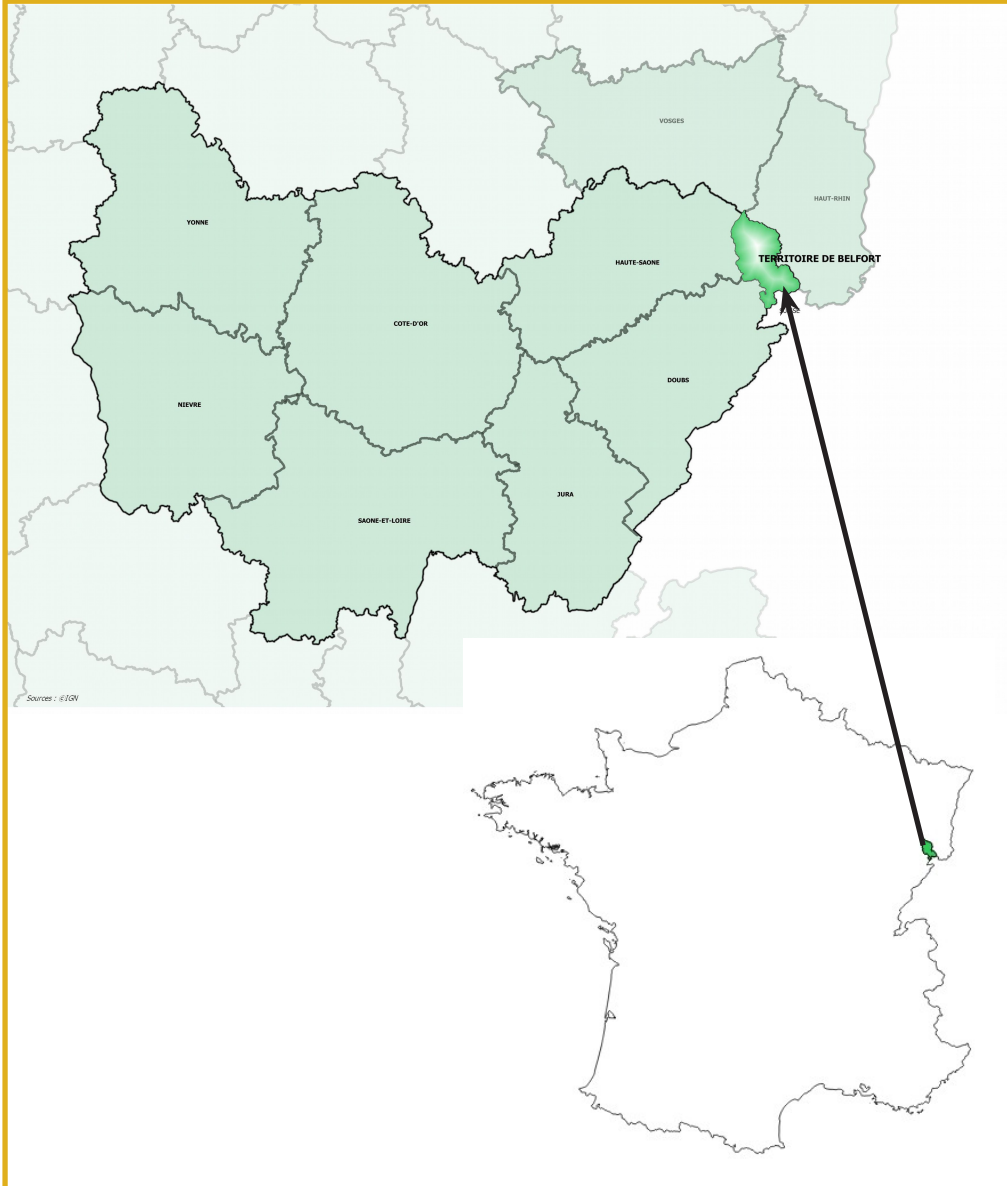 VOSGES
HAUT-RHIN
YONNE
TERRITOIRE DE BELFORT
HAUTE-SAONE
COTE-D'OR
DOUBS
NIEVRE
JURA
SAONE-ET-LOIRE
Sources : @IGN